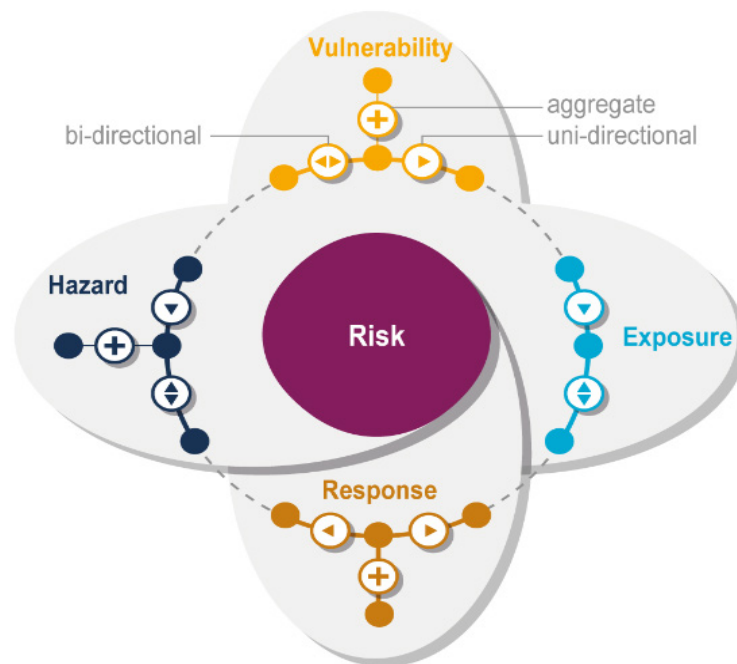 Vulnerability
aggregate
bi-directional
uni-directional
Hazard
Risk
Exposure
Response